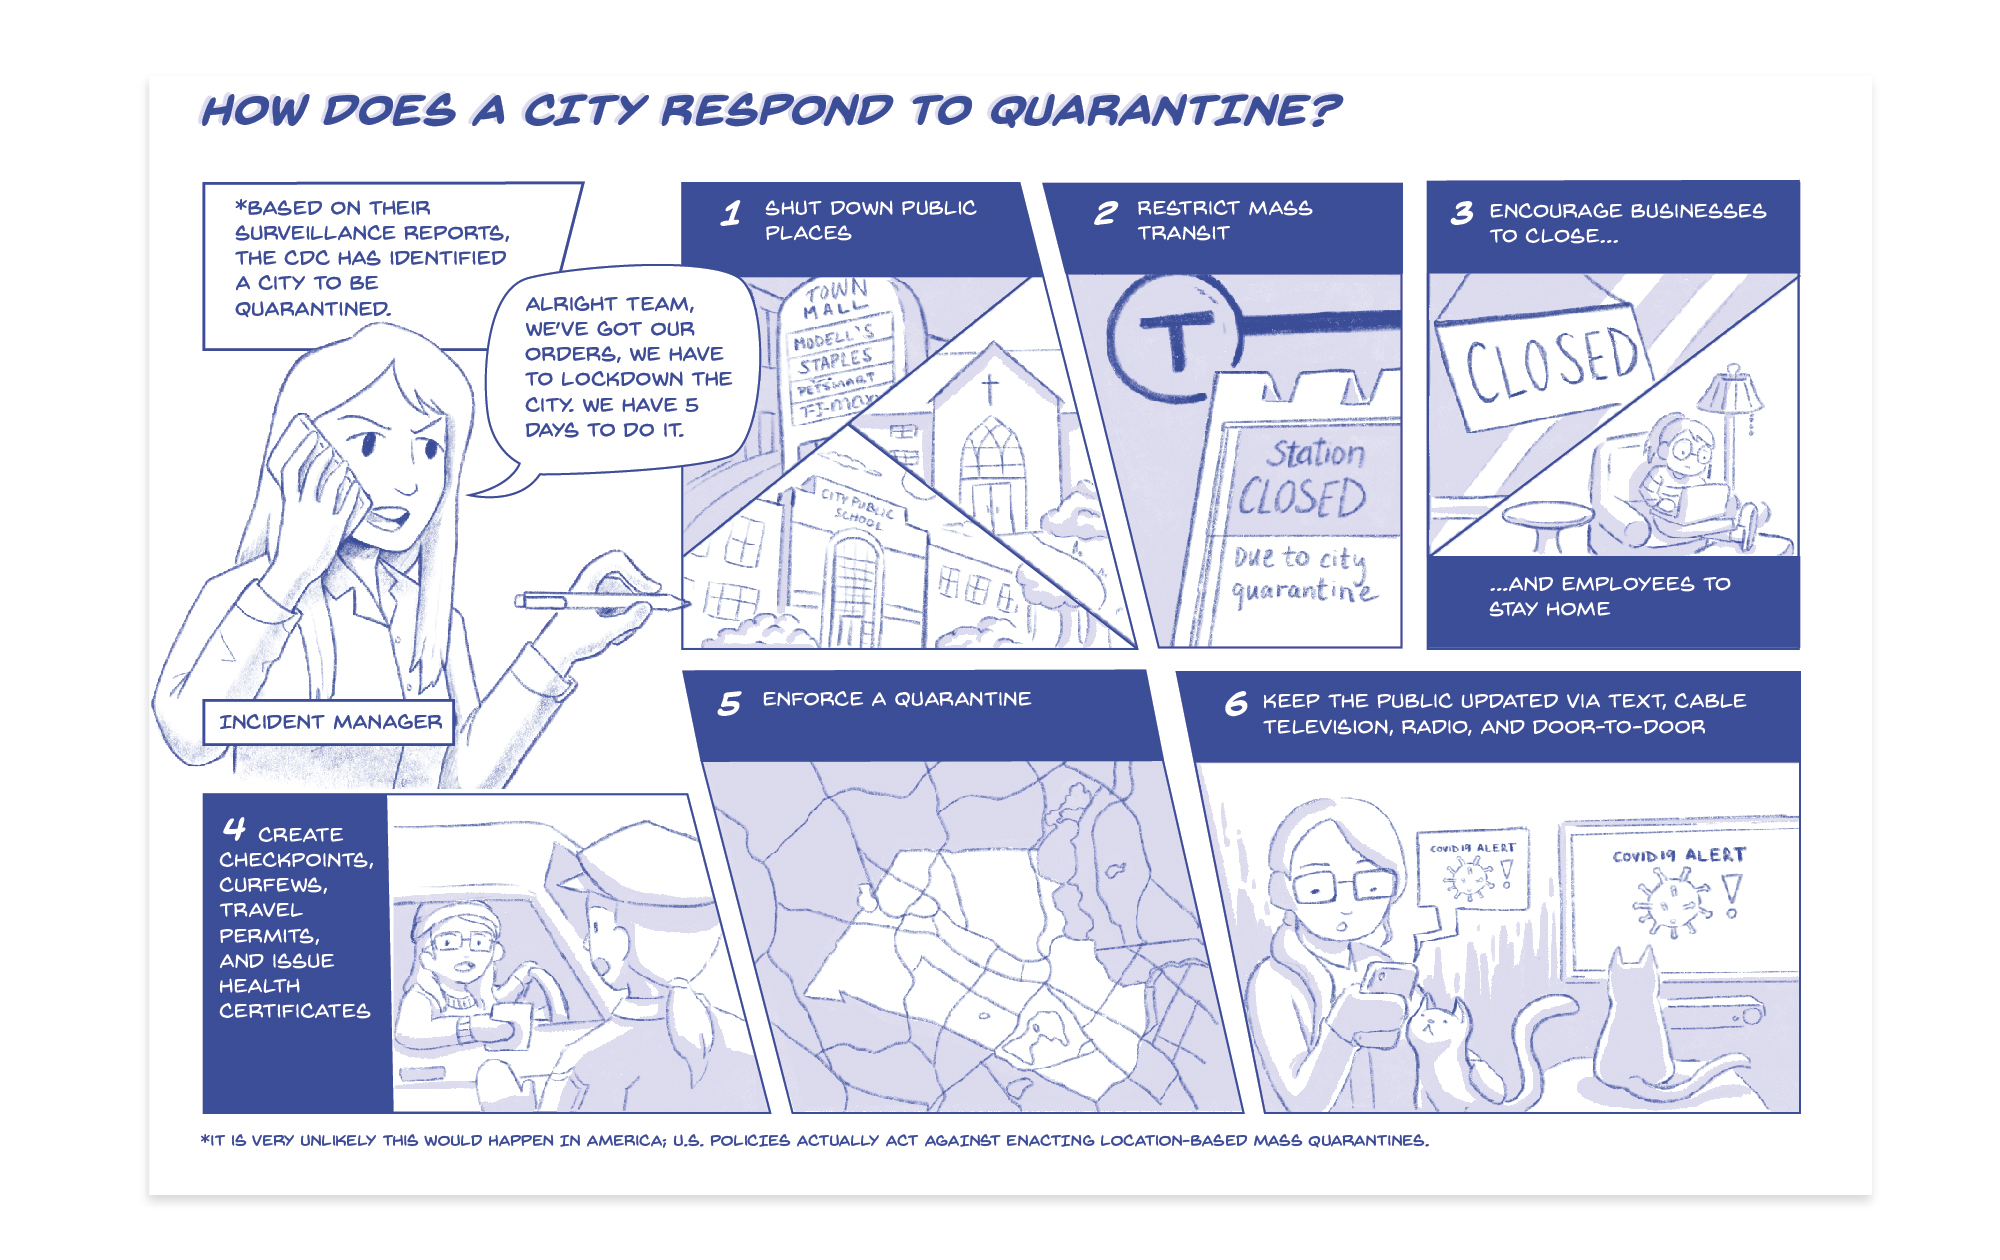 HOW DOES A CITY RESPOND TO QUARANTINE?
*BASED ON THEIR
SURVEILLANCE REPORTS,
THE CDC HAS IDENTIFIED
A CITY TO BE
QUARANTINED.
ALRIGHT TEAM,
WE'VE GOT OUR
ORDERS, WE HAVE
TO LOCKDOWN THE
CITY. WE HAVE 5
DAYS TO DO IT.
INCIDENT MANAGER
1 SHUT DOWN PUBLIC
PLACES
TOWN
MALL
MODELL'S
STAPLES
PETSMART
T-J-MAXX
CITY PUBLIC
SCHOOL
2 RESTRICT MASS
TRANSIT
T
Station
CLOSED
Due to city
quarantine
3 ENCOURAGE BUSINESSES
TO CLOSE...
CLOSED
...AND EMPLOYEES TO
STAY HOME
4 CREATE
CHECKPOINTS,
CURFEWS,
TRAVEL
PERMITS,
AND ISSUE
HEALTH
CERTIFICATES
5 ENFORCE A QUARANTINE
6 KEEP THE PUBLIC UPDATED VIA TEXT, CABLE
TELEVISION, RADIO, AND DOOR-TO-DOOR
COVID19 ALERT
!
COVID19 ALERT
!
*IT IS VERY UNLIKELY THIS WOULD HAPPEN IN AMERICA; U.S. POLICIES ACTUALLY ACT AGAINST ENACTING LOCATION-BASED MASS QUARANTINES.